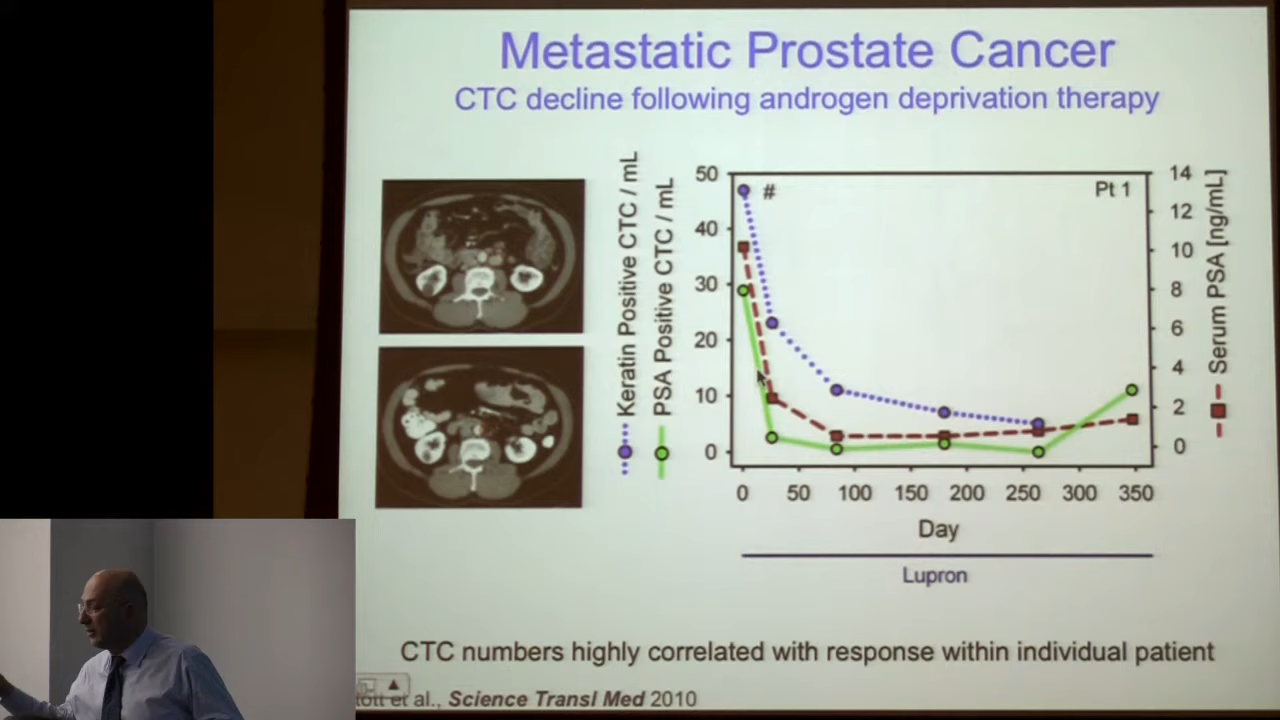 Metastatic Prostate Cancer
CTC decline following androgen deprivation therapy
Keratin Positive CTC / mL
PSA Positive CTC / mL
50
40
30
20
10
0
#
Pt 1
14
12
10
8
6
4
2
0
Serum PSA [ng/mL]
0 50 100 150 200 250 300 350
Day
Lupron
CTC numbers highly correlated with response within individual patient
et al., Science Transl Med 2010